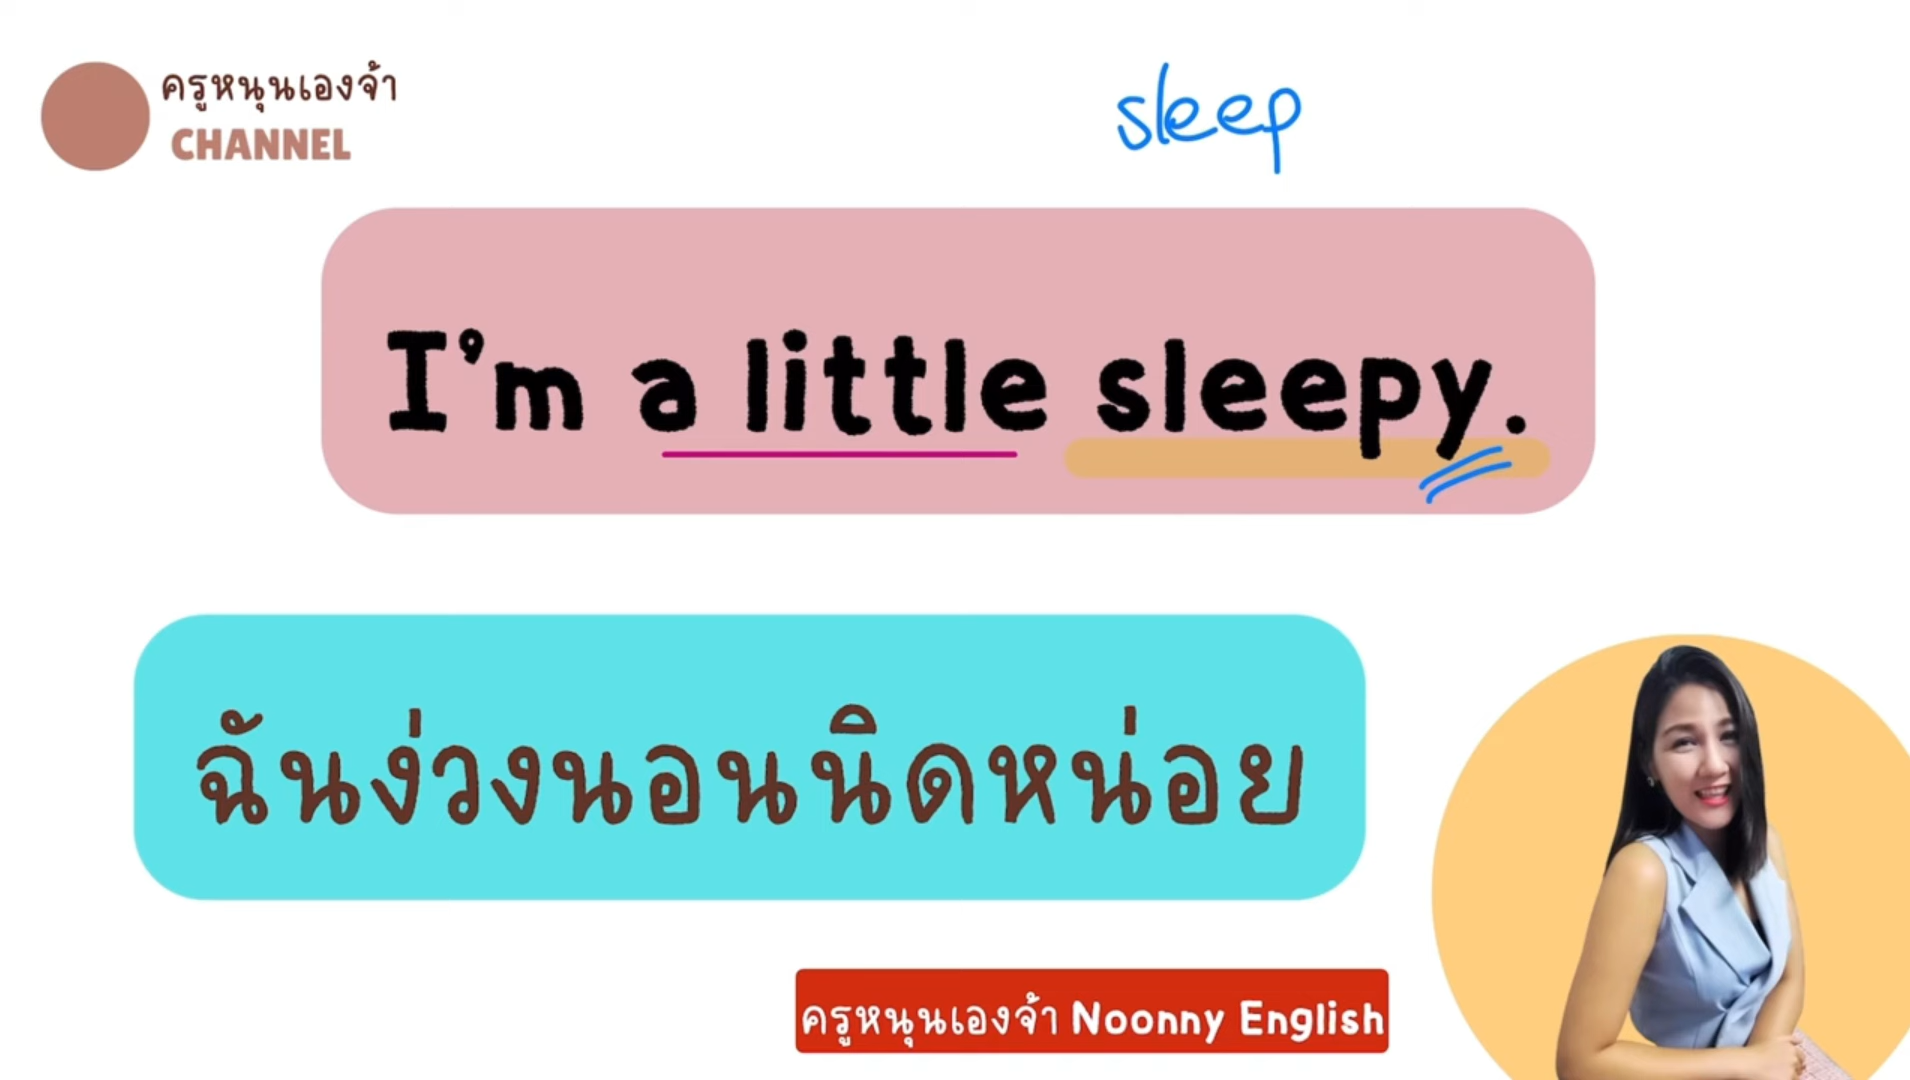 ครูหนุนเองจ้า
CHANNEL
sleep
I'm a little sleepy.
ฉันง่วงนอนนิดหน่อย
ครูหนุนเองจ้า Noonny English